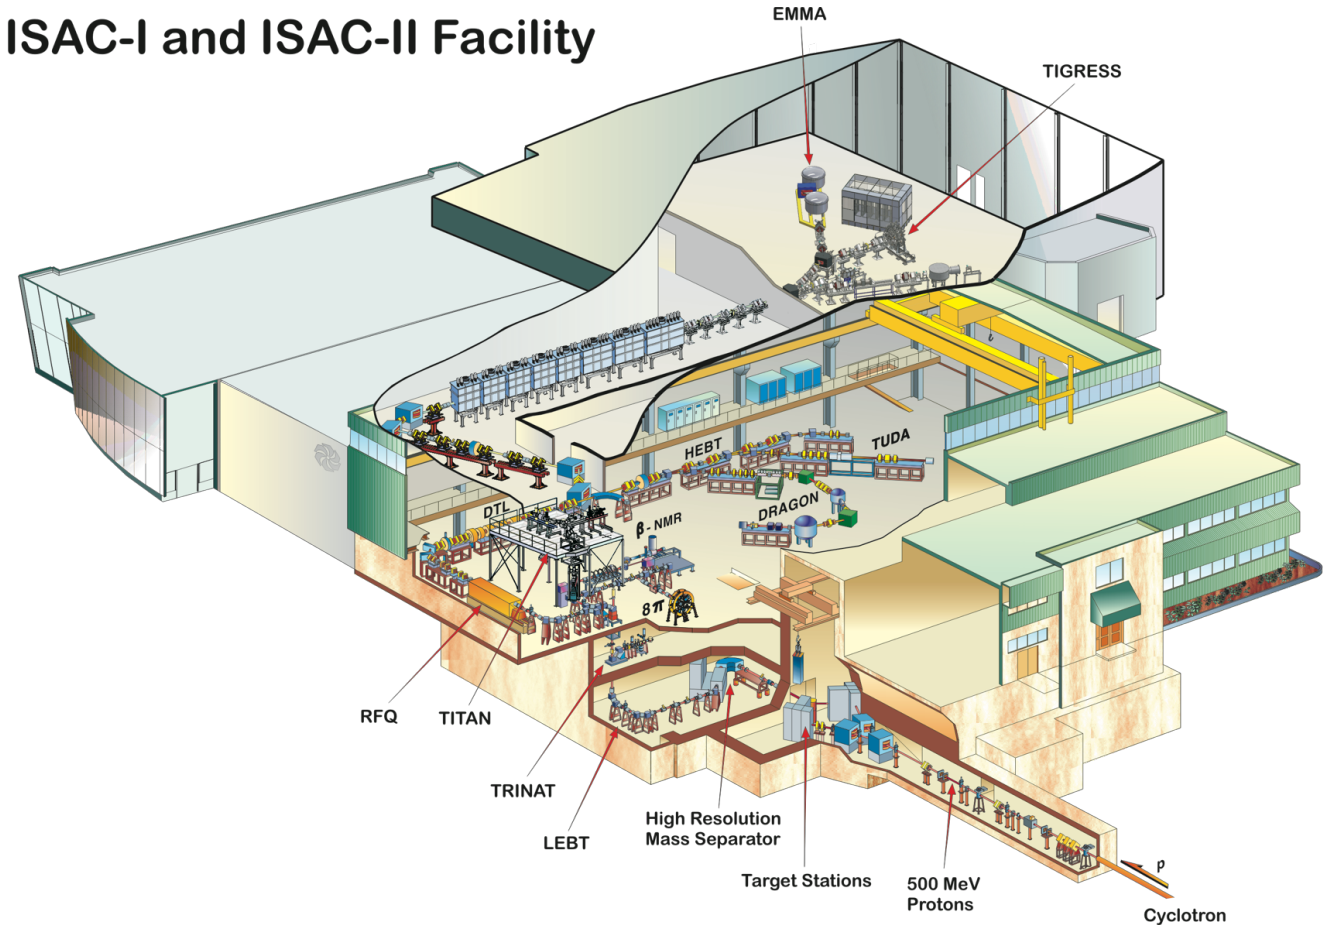 ISAC-I and ISAC-II Facility
EMMA
TIGRESS
HEBT
TUDA
DTL
β-NMR
DRAGON
8π
RFQ
TITAN
TRINAT
LEBT
High Resolution
Mass Separator
Target Stations
500 MeV
Protons
p
Cyclotron